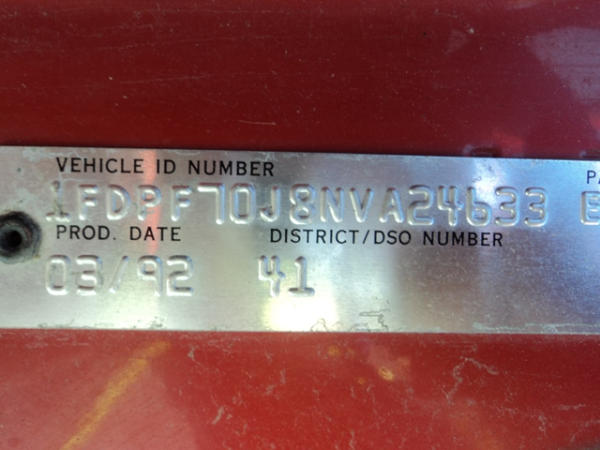 VEHICLE ID NUMBER
1FDPF70J8NVA24633
PROD. DATE DISTRICT/DSO NUMBER
03/92 41